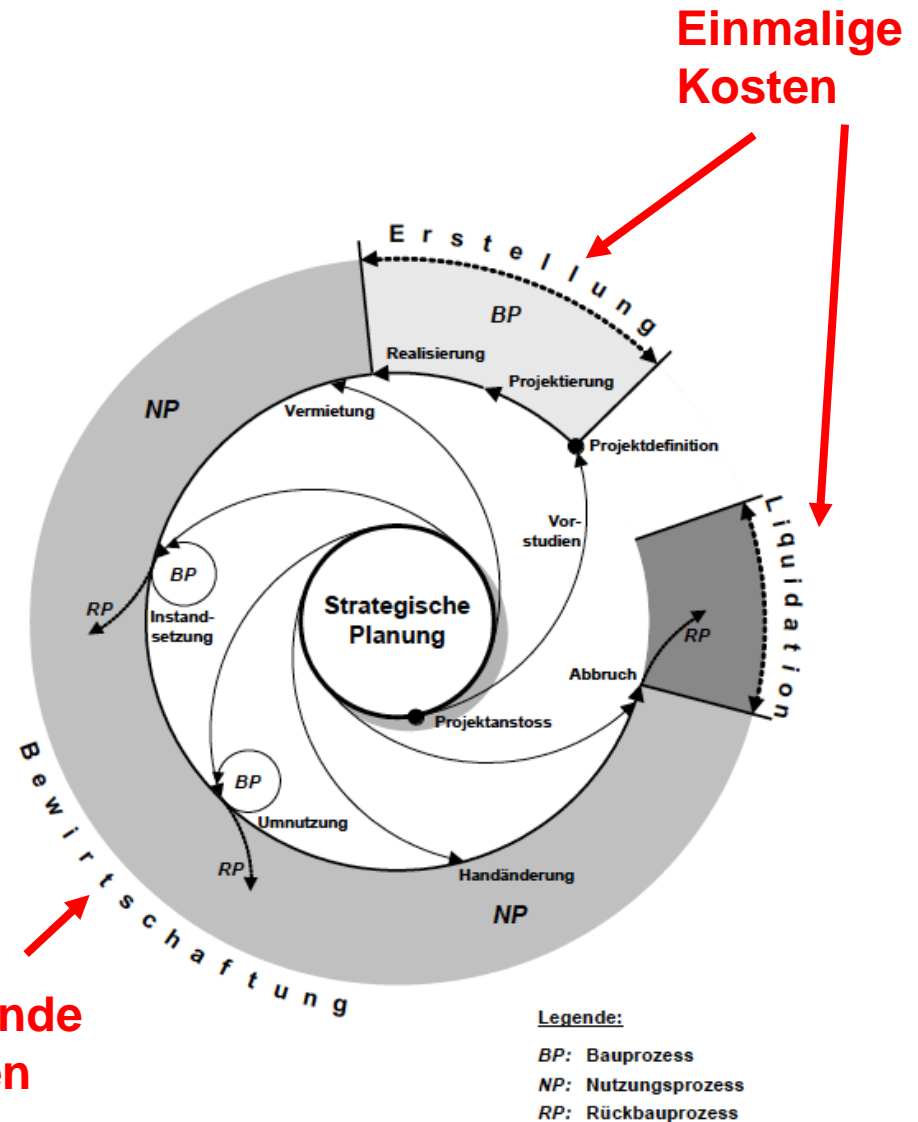 Einmalige
Kosten
Erstellung
BP
Realisierung
Projektierung
NP
Vermietung
Projektdefinition
Vor-
studien
Liquidation
BP
RP
Instand-
setzung
Strategische
Planung
RP
Abbruch
Projektanstoss
BP
Umnutzung
RP
Handänderung
NP
Bewirtschaftung
nde
en
Legende:
BP: Bauprozess
NP: Nutzungsprozess
RP: Rückbauprozess